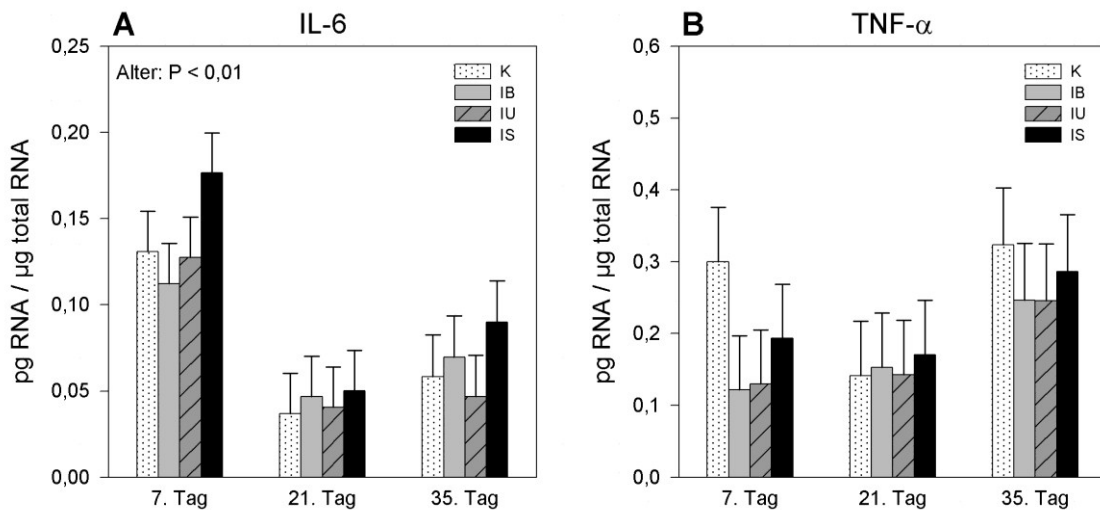 A
IL-6
pg RNA / µg total RNA
0,25
0,20
0,15
0,10
0,05
0,00
Alter: P < 0,01
K
IB
IU
IS
7. Tag
21. Tag
35. Tag
B
TNF-α
pg RNA / µg total RNA
0,6
0,5
0,4
0,3
0,2
0,1
0,0
K
IB
IU
IS
7. Tag
21. Tag
35. Tag